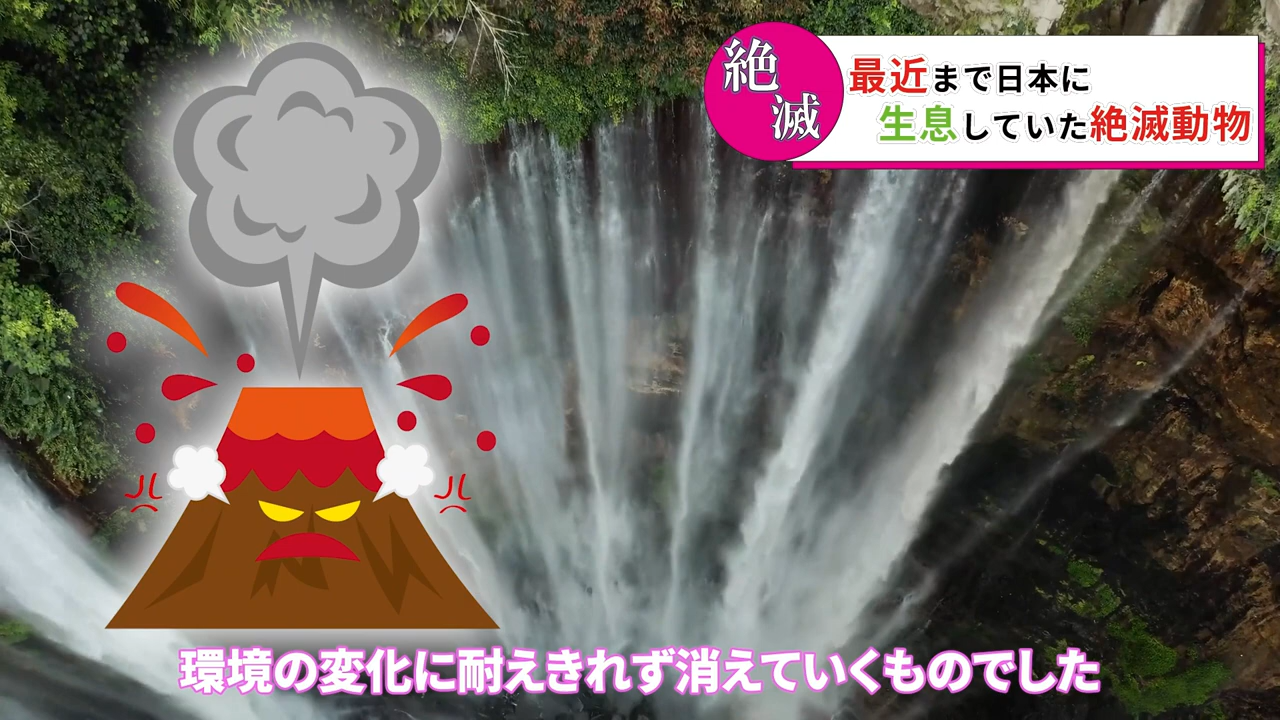 絶滅
最近まで日本に
生息していた絶滅動物
環境の変化に耐えきれず消えていくものでした